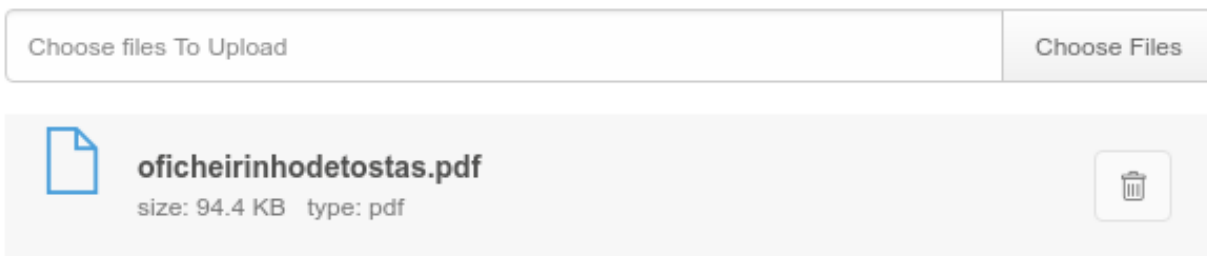 Choose files To Upload
Choose Files
oficheirinhodetostas.pdf
size: 94.4 KB type: pdf